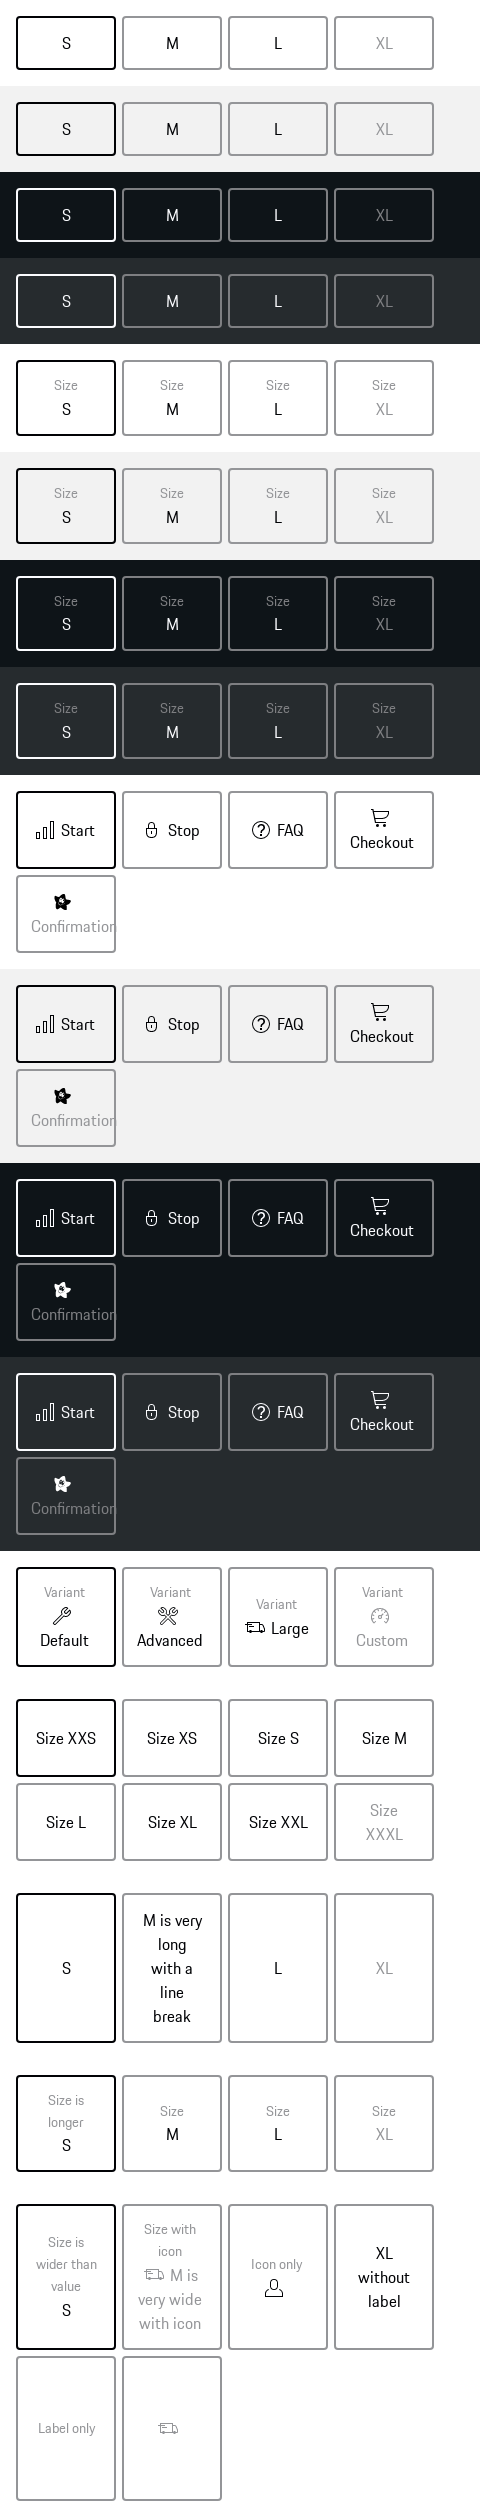 S M L XL
S M L XL
S M L XL
S M L XL
Size Size Size Size
S M L XL
Size Size Size Size
S M L XL
Size Size Size Size
S M L XL
Size Size Size Size
S M L XL
Start Stop FAQ Checkout
Confirmation
Start Stop FAQ Checkout
Confirmation
Start Stop FAQ Checkout
Confirmation
Start Stop FAQ Checkout
Confirmation
Variant
Default
Variant
Advanced
Variant
Large
Variant
Custom
Size XXS Size XS Size S Size M
Size L Size XL Size XXL
Size
XXXL
S
M is very
long
with a
line
break
L
XL
Size is
longer
S
Size
M
Size
L
Size
XL
Size is
wider than
value
S
Size with
icon
M is
very wide
with icon
Icon only
XL
without
label
Label only